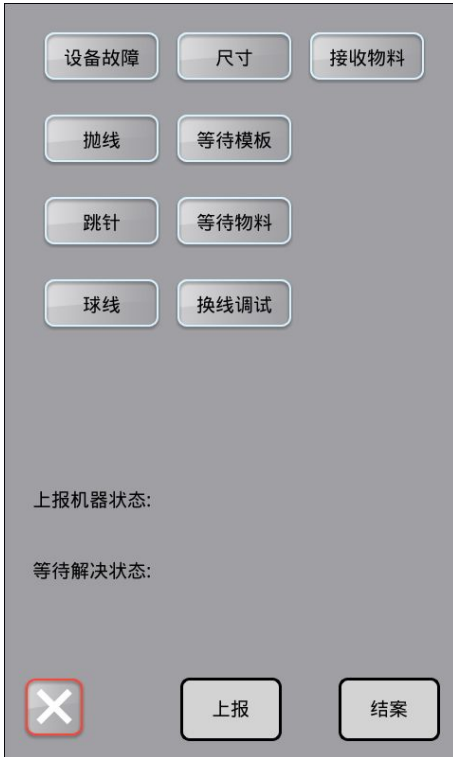 设备故障 尺寸 接收物料
抛线 等待模板
跳针 等待物料
球线 换线调试
上报机器状态:
等待解决状态:
上报 结案